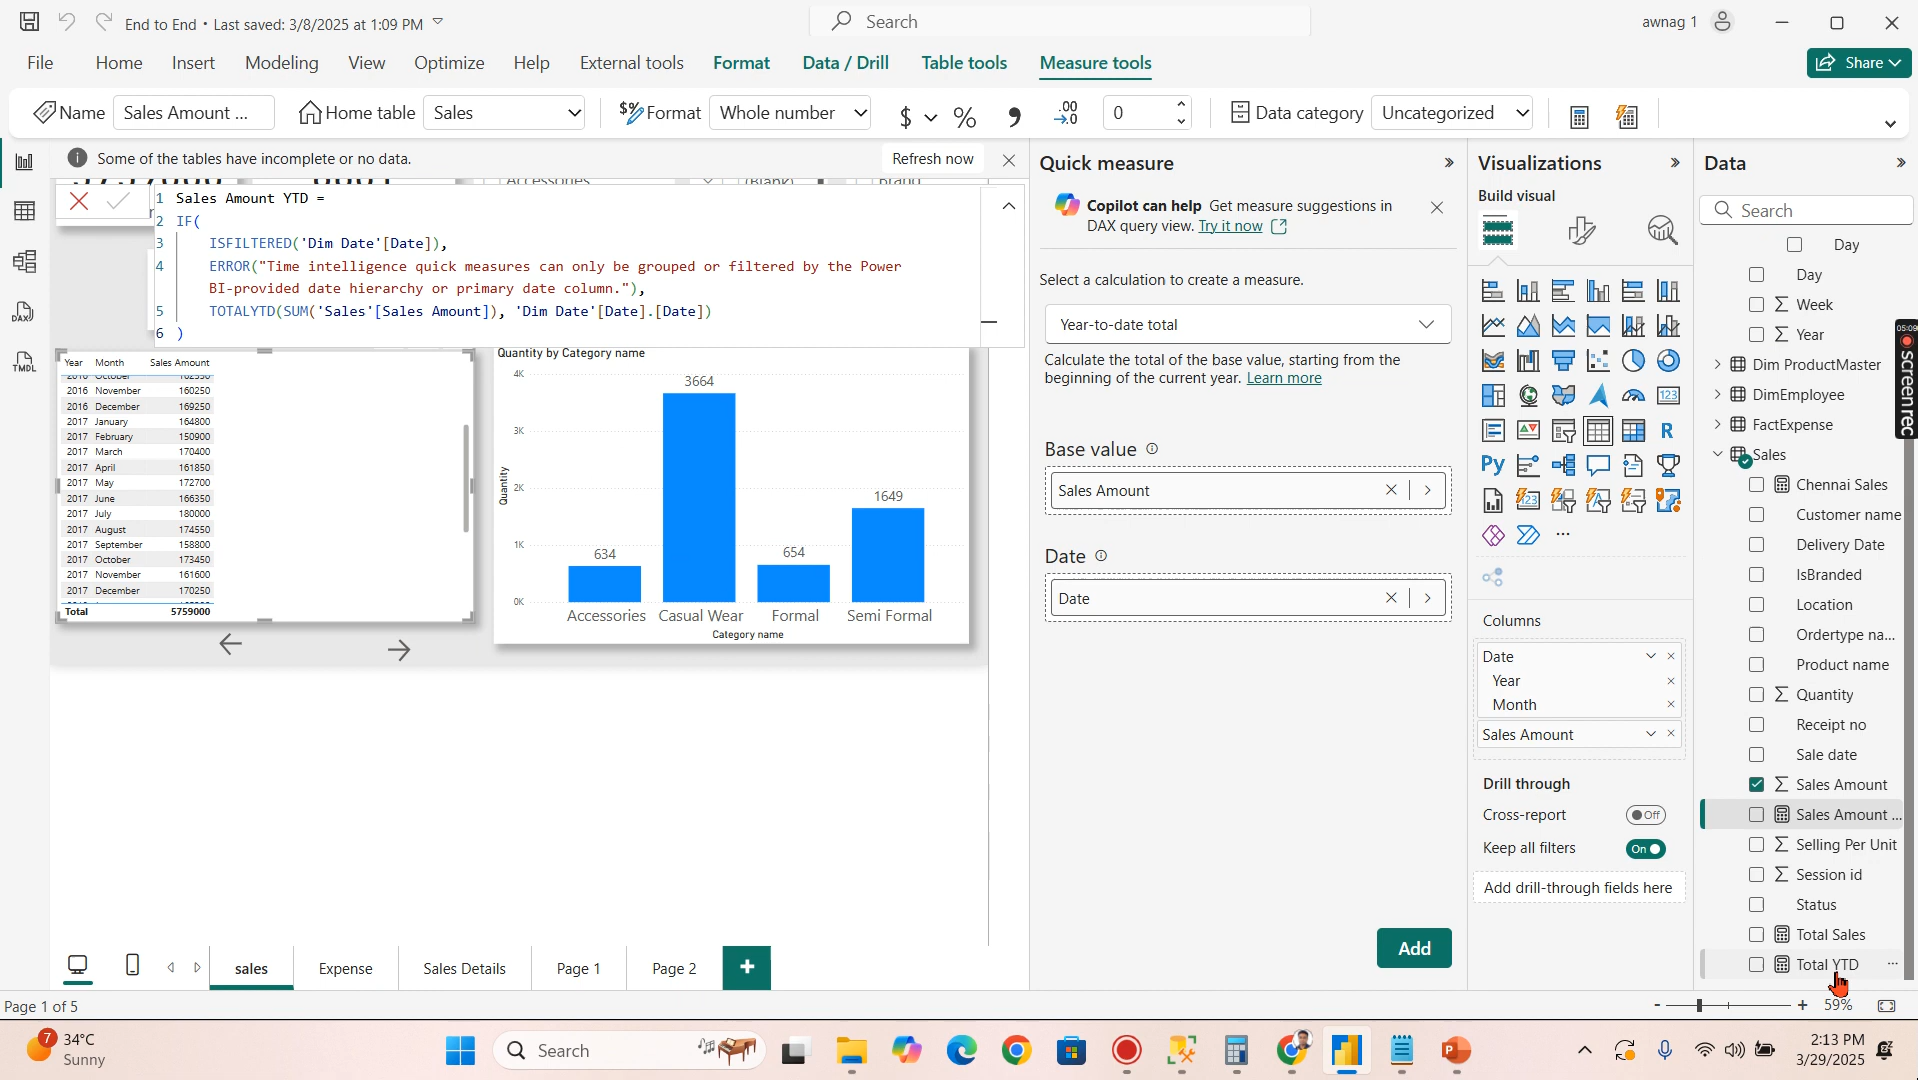 End to End • Last saved: 3/8/2025 at 1:09 PM
Search
awnag 1
File Home Insert Modeling View Optimize Help External tools Format Data / Drill Table tools Measure tools
Share
Name Sales Amount ... Home table Sales Format Whole number $ % 0 Data category Uncategorized
Some of the tables have incomplete or no data. Refresh now
1 Sales Amount YTD =
2 IF(
3 ISFILTERED('Dim Date'[Date]),
4 ERROR("Time intelligence quick measures can only be grouped or filtered by the Power
BI-provided date hierarchy or primary date column."),
5 TOTALYTD(SUM('Sales'[Sales Amount]), 'Dim Date'[Date].[Date])
6 )
Year Month Sales Amount
2016 October 162550
2016 November 160250
2016 December 169250
2017 January 164800
2017 February 150900
2017 March 170400
2017 April 161850
2017 May 172700
2017 June 166350
2017 July 180000
2017 August 174550
2017 September 158800
2017 October 173450
2017 November 161600
2017 December 170250
Total 5759000
Quantity by Category name
4K
3K
2K
1K
0K
Quantity
634
3664
654
1649
Accessories Casual Wear Formal Semi Formal
Category name
sales Expense Sales Details Page 1 Page 2 +
Page 1 of 5
Quick measure
Copilot can help Get measure suggestions in
DAX query view. Try it now
Select a calculation to create a measure.
Year-to-date total
Calculate the total of the base value, starting from the
beginning of the current year. Learn more
Base value
Sales Amount
Date
Date
Add
Visualizations
Build visual
Columns
Date
Year
Month
Sales Amount
Drill through
Cross-report Off
Keep all filters On
Add drill-through fields here
Data
Search
Day
Day
Week
Year
Dim ProductMaster
DimEmployee
FactExpense
Sales
Chennai Sales
Customer name
Delivery Date
IsBranded
Location
Ordertype na...
Product name
Quantity
Receipt no
Sale date
Sales Amount
Sales Amount ...
Selling Per Unit
Session id
Status
Total Sales
Total YTD
05:09
screen rec
59%
DAX
TMDL
7
34°C
Sunny
Search
2:13 PM
3/29/2025